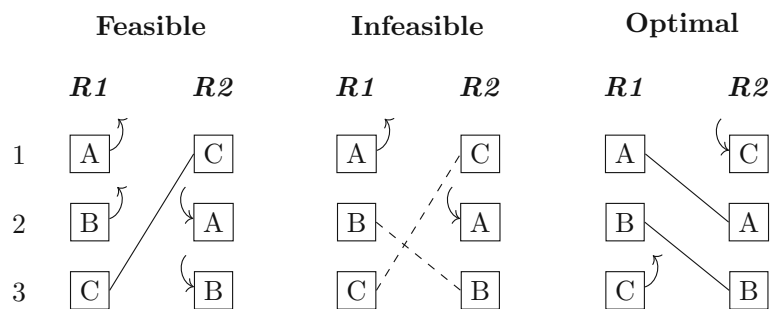 Feasible Infeasible Optimal
R1 R2 R1 R2 R1 R2
1 A C A C A C
2 B A B A B A
3 C B C B C B